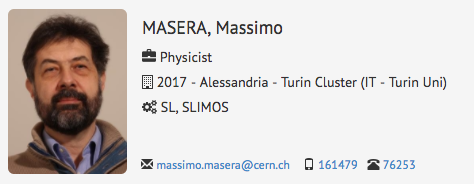 MASERA, Massimo
Physicist
2017 - Alessandria - Turin Cluster (IT - Turin Uni)
SL, SLIMOS
massimo.masera@cern.ch 161479 76253